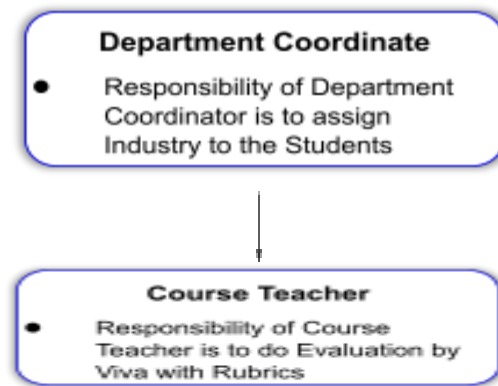 Department Coordinate
● Responsibility of Department
Coordinator is to assign
Industry to the Students
Course Teacher
● Responsibility of Course
Teacher is to do Evaluation by
Viva with Rubrics